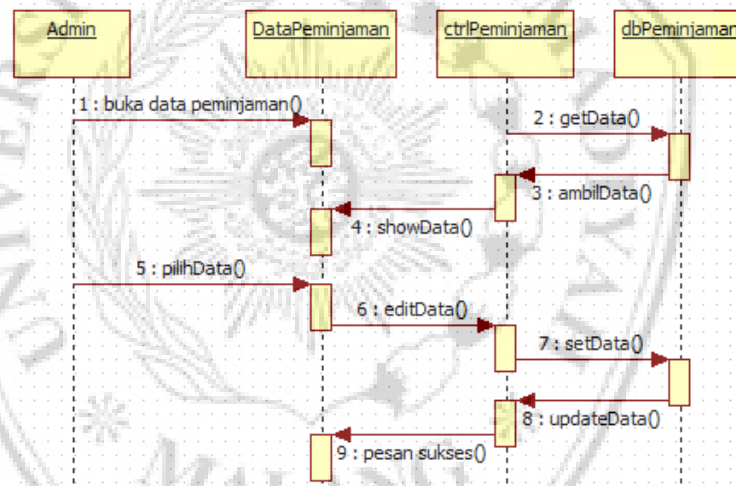 Admin
DataPeminjaman
ctrlPeminjaman
dbPeminjaman
1 : buka data peminjaman()
2 : getData()
3 : ambilData()
4 : showData()
5 : pilihData()
6 : editData()
7 : setData()
8 : updateData()
9 : pesan sukses()
MALANG